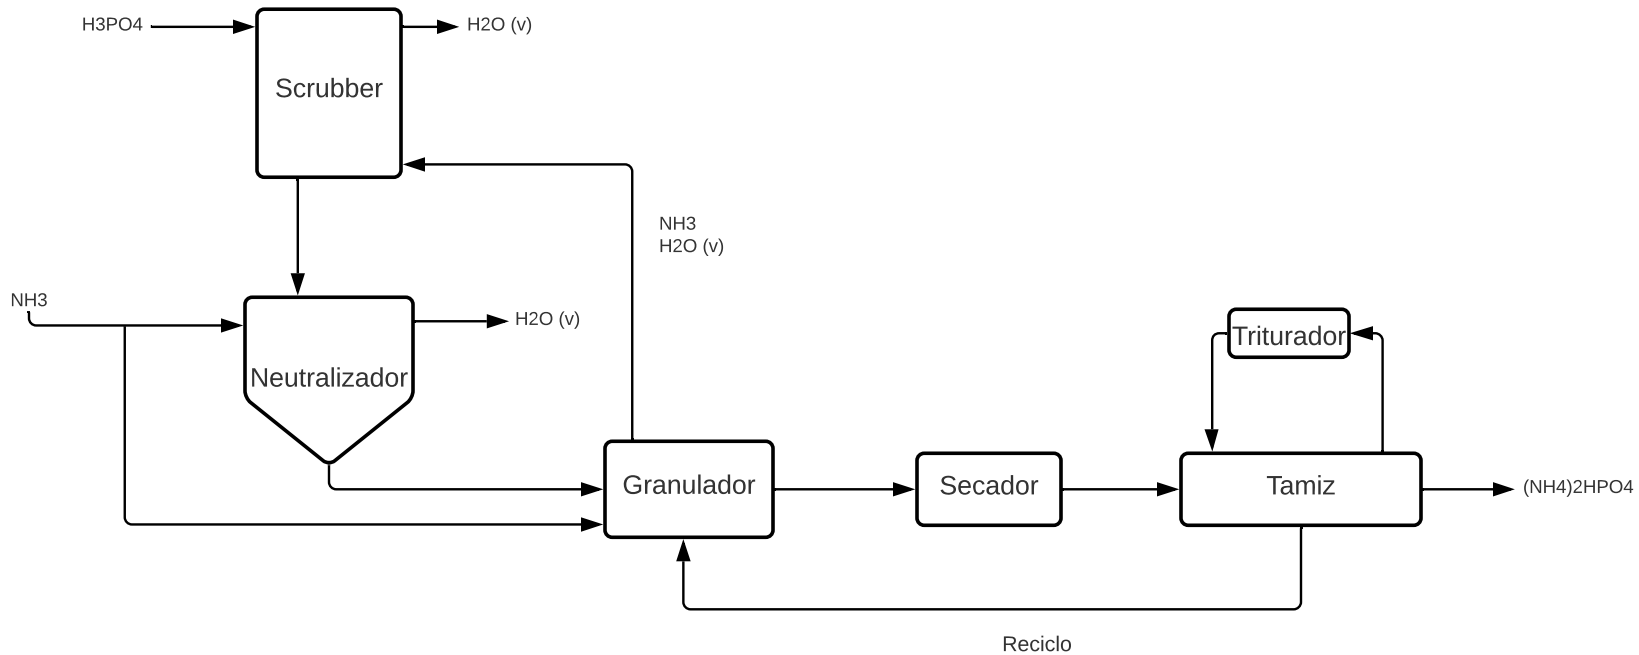 H3PO4
H2O (v)
Scrubber
NH3
H2O (v)
NH3
H2O (v)
Neutralizador
Triturador
Granulador
Secador
Tamiz
(NH4)2HPO4
Reciclo